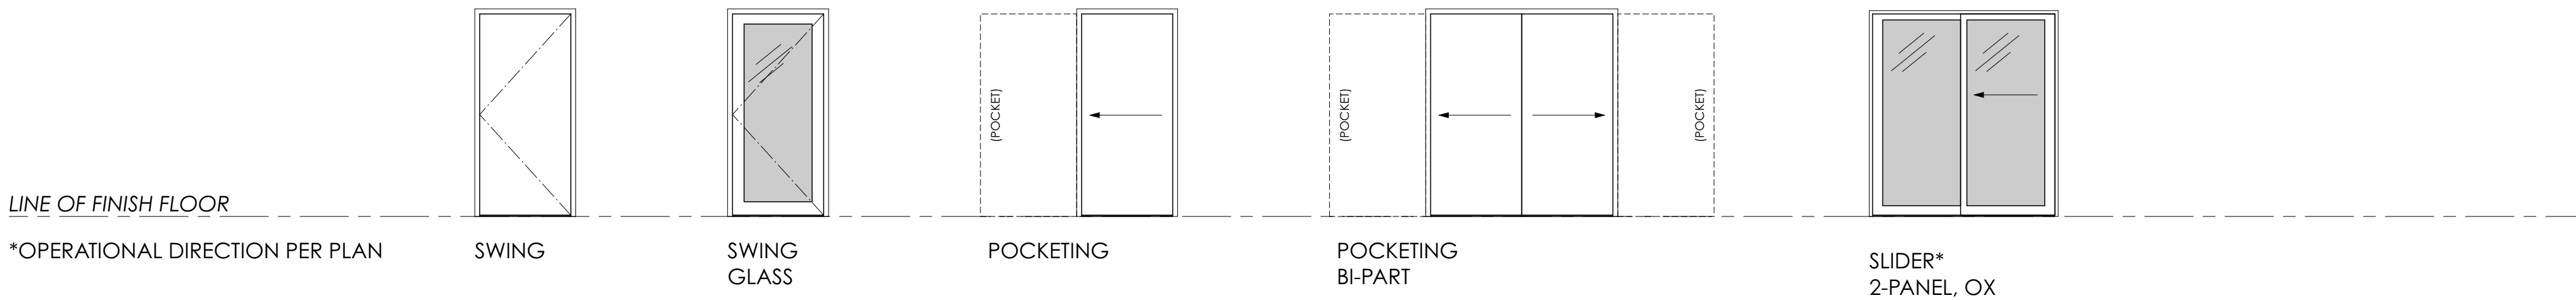 (POCKET)
(POCKET)
(POCKET)
LINE OF FINISH FLOOR
*OPERATIONAL DIRECTION PER PLAN
SWING
SWING
GLASS
POCKETING
POCKETING
BI-PART
SLIDER*
2-PANEL, OX